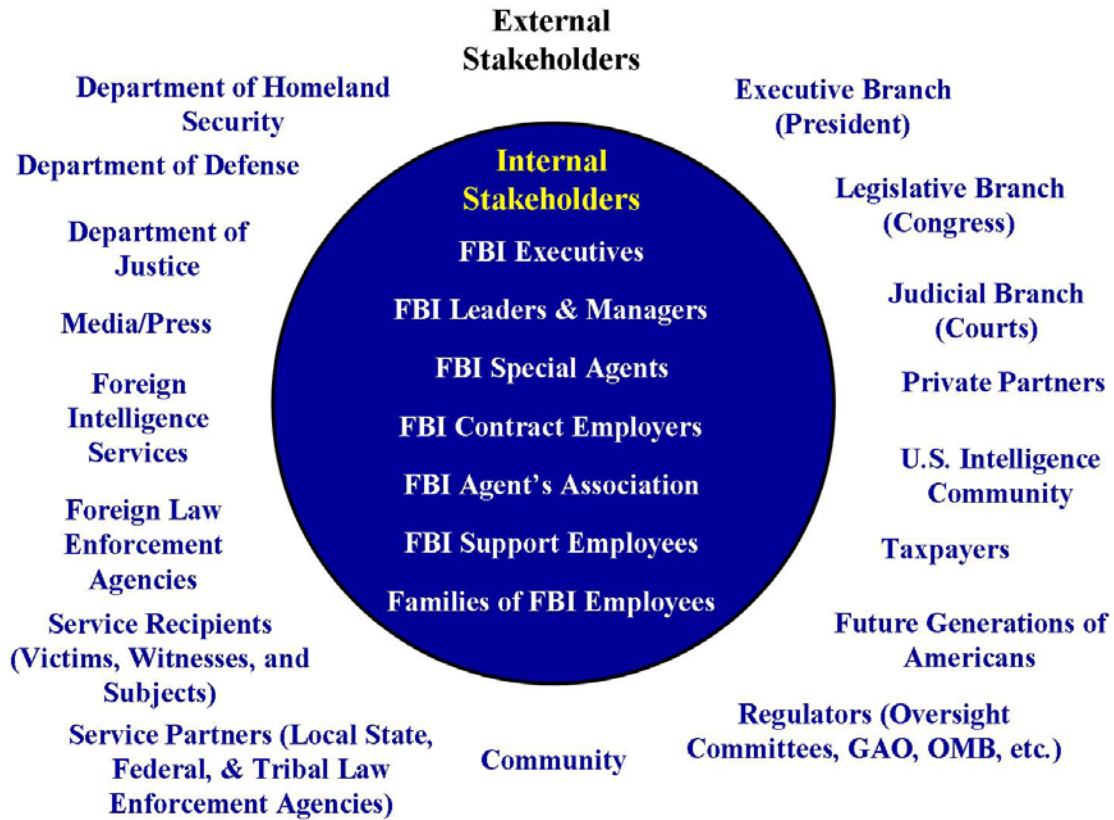 External
Stakeholders
Department of Homeland
Security
Department of Defense
Department of
Justice
Media/Press
Foreign
Intelligence
Services
Foreign Law
Enforcement
Agencies
Service Recipients
(Victims, Witnesses, and
Subjects)
Service Partners (Local State,
Federal, & Tribal Law
Enforcement Agencies)
Internal
Stakeholders
FBI Executives
FBI Leaders & Managers
FBI Special Agents
FBI Contract Employers
FBI Agent's Association
FBI Support Employees
Families of FBI Employees
Community
Executive Branch
(President)
Legislative Branch
(Congress)
Judicial Branch
(Courts)
Private Partners
U.S. Intelligence
Community
Taxpayers
Future Generations of
Americans
Regulators (Oversight
Committees, GAO, OMB, etc.)